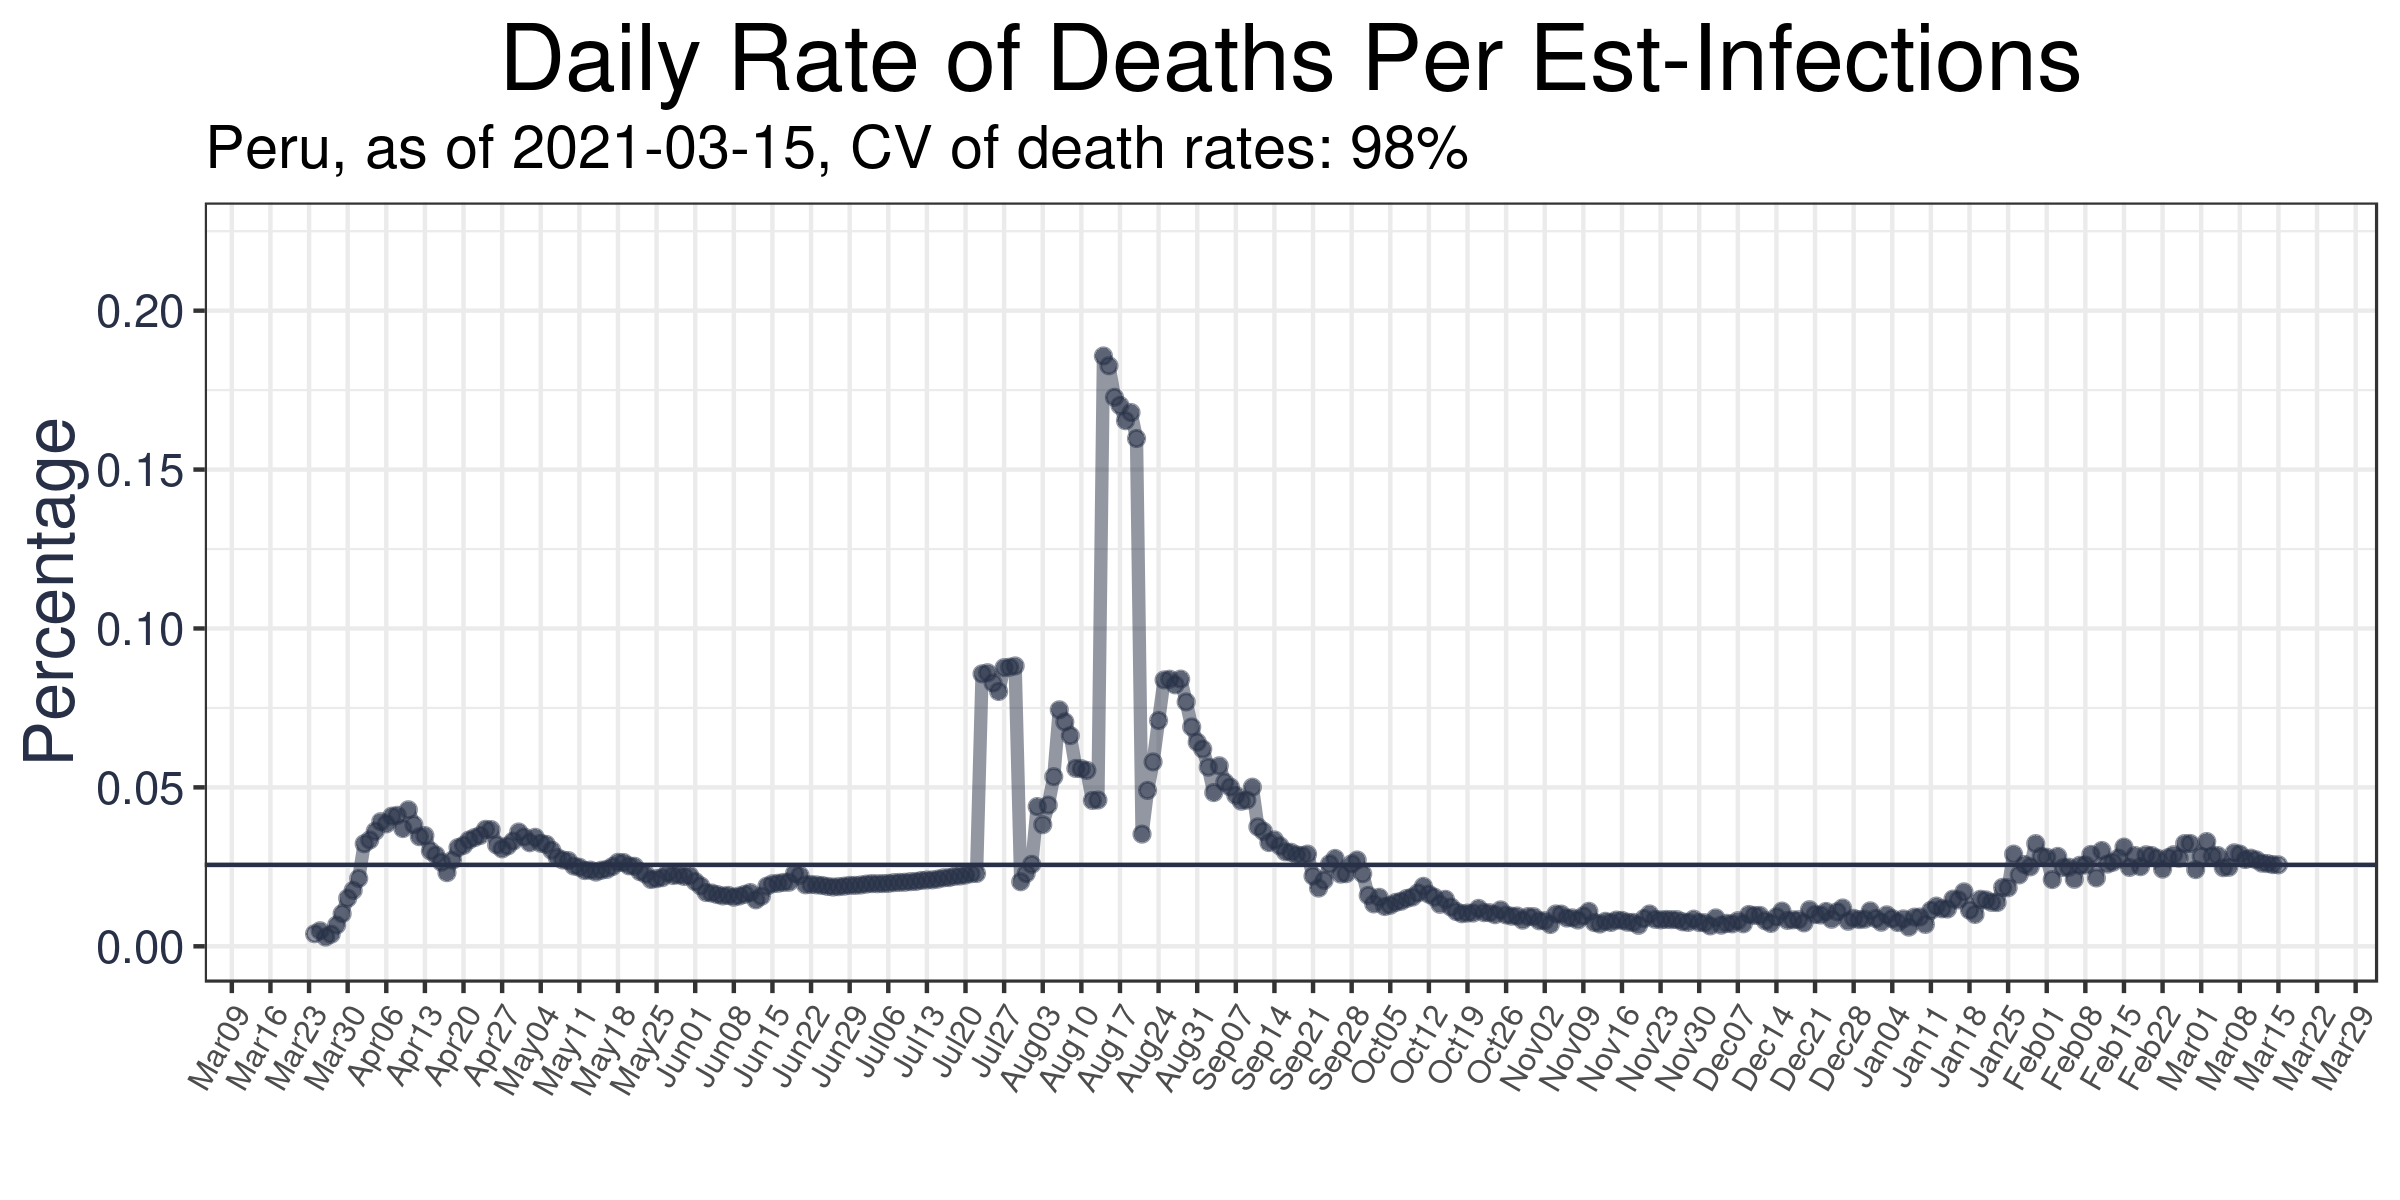 Daily Rate of Deaths Per Est-Infections
Peru, as of 2021-03-15, CV of death rates: 98%
Percentage
0.20
0.15
0.10
0.05
0.00
Mar09 Mar16 Mar23 Mar30 Apr06 Apr13 Apr20 Apr27 May04 May11 May18 May25 Jun01 Jun08 Jun15 Jun22 Jun29 Jul06 Jul13 Jul20 Jul27 Aug03 Aug10 Aug17 Aug24 Aug31 Sep07 Sep14 Sep21 Sep28 Oct05 Oct12 Oct19 Oct26 Nov02 Nov09 Nov16 Nov23 Nov30 Dec07 Dec14 Dec21 Dec28 Jan04 Jan11 Jan18 Jan25 Feb01 Feb08 Feb15 Feb22 Mar01 Mar08 Mar15 Mar22 Mar29